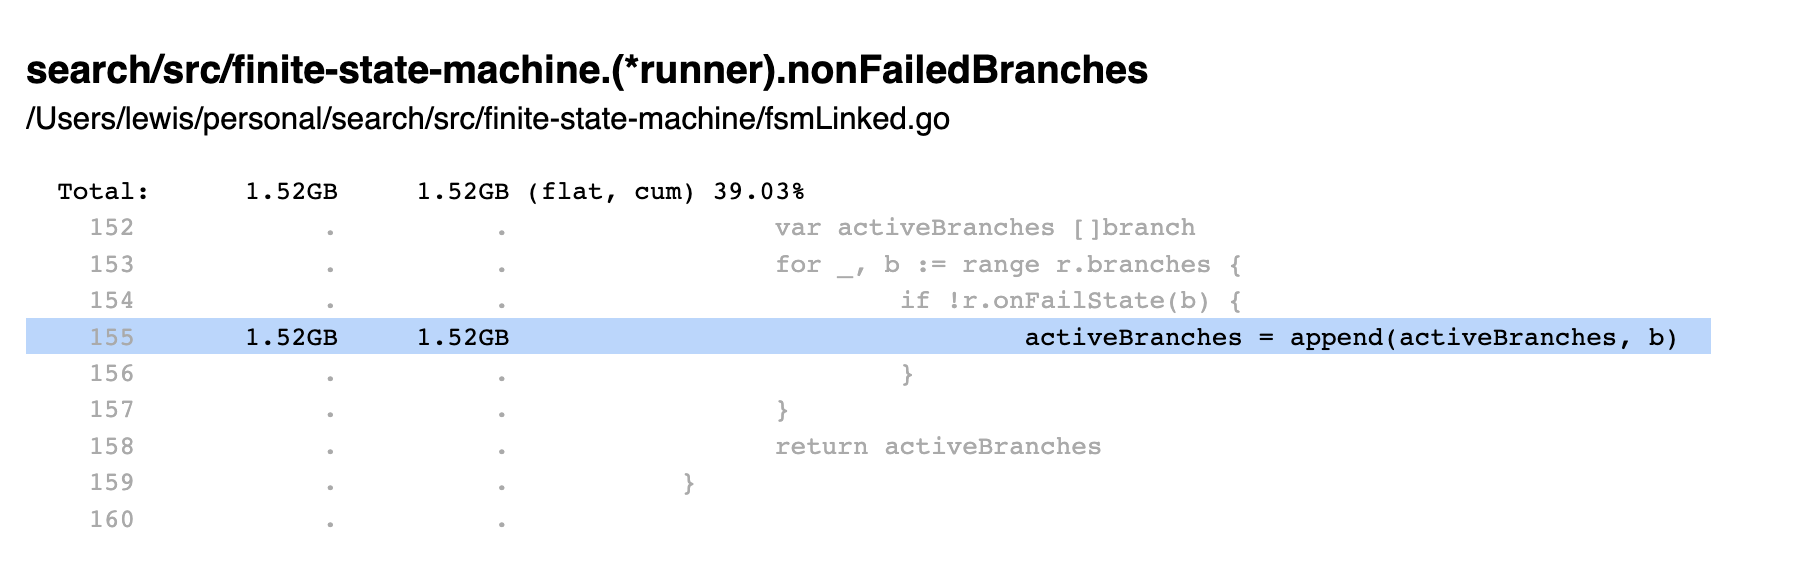 search/src/finite-state-machine.(*runner).nonFailedBranches
/Users/lewis/personal/search/src/finite-state-machine/fsmLinked.go
Total: 1.52GB 1.52GB (flat, cum) 39.03%
152 . . var activeBranches []branch
153 . . for _, b := range r.branches {
154 . . if !r.onFailState(b) {
155 1.52GB 1.52GB activeBranches = append(activeBranches, b)
156 . . }
157 . . }
158 . . return activeBranches
159 . . }
160 . .